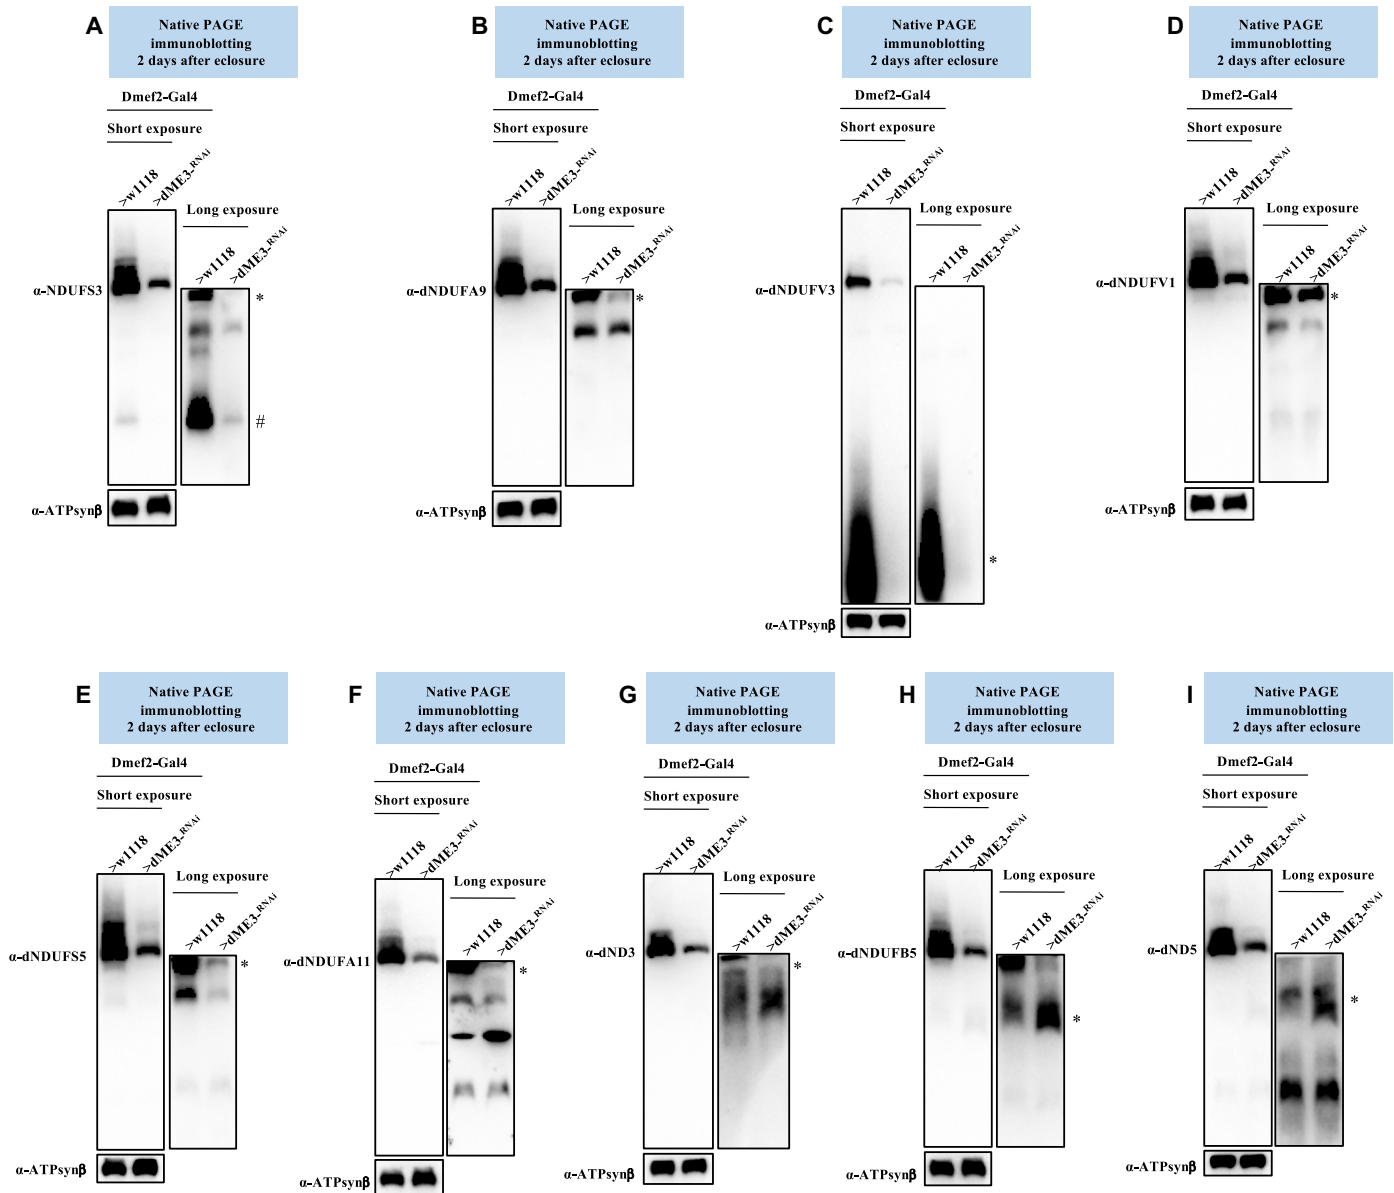 A
Native PAGE
immunoblotting
2 days after eclosure
Dmef2-Gal4
Short exposure
>w1118
>dME3-RNAi
Long exposure
>w1118
>dME3-RNAi
α-NDUFS3
*
#
α-ATPsynβ
B
Native PAGE
immunoblotting
2 days after eclosure
Dmef2-Gal4
Short exposure
>w1118
>dME3-RNAi
Long exposure
>w1118
>dME3-RNAi
α-dNDUFA9
*
α-ATPsynβ
C
Native PAGE
immunoblotting
2 days after eclosure
Dmef2-Gal4
Short exposure
>w1118
>dME3-RNAi
Long exposure
>w1118
>dME3-RNAi
α-dNDUFV3
*
α-ATPsynβ
D
Native PAGE
immunoblotting
2 days after eclosure
Dmef2-Gal4
Short exposure
>w1118
>dME3-RNAi
Long exposure
>w1118
>dME3-RNAi
α-dNDUFV1
*
α-ATPsynβ
E
Native PAGE
immunoblotting
2 days after eclosure
Dmef2-Gal4
Short exposure
>w1118
>dME3-RNAi
Long exposure
>w1118
>dME3-RNAi
α-dNDUFS5
*
α-ATPsynβ
F
Native PAGE
immunoblotting
2 days after eclosure
Dmef2-Gal4
Short exposure
>w1118
>dME3-RNAi
Long exposure
>w1118
>dME3-RNAi
α-dNDUFA11
*
α-ATPsynβ
G
Native PAGE
immunoblotting
2 days after eclosure
Dmef2-Gal4
Short exposure
>w1118
>dME3-RNAi
Long exposure
>w1118
>dME3-RNAi
α-dND3
*
α-ATPsynβ
H
Native PAGE
immunoblotting
2 days after eclosure
Dmef2-Gal4
Short exposure
>w1118
>dME3-RNAi
Long exposure
>w1118
>dME3-RNAi
α-dNDUFB5
*
α-ATPsynβ
I
Native PAGE
immunoblotting
2 days after eclosure
Dmef2-Gal4
Short exposure
>w1118
>dME3-RNAi
Long exposure
>w1118
>dME3-RNAi
α-dND5
*
α-ATPsynβ